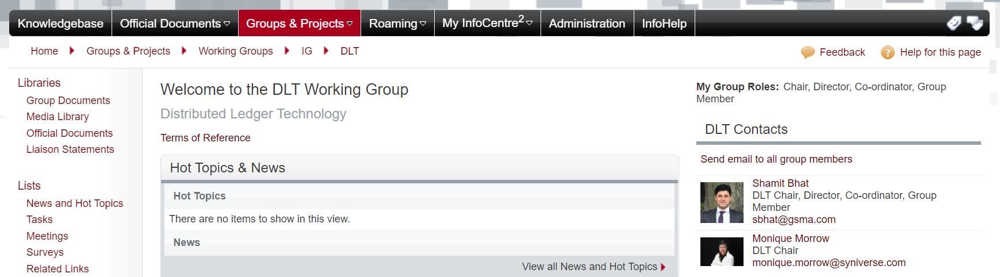 Knowledgebase Official Documents Groups & Projects Roaming My InfoCentre2 Administration InfoHelp
Home Groups & Projects Working Groups IG DLT
Feedback ? Help for this page
Libraries
Group Documents
Media Library
Official Documents
Liaison Statements
Lists
News and Hot Topics
Tasks
Meetings
Surveys
Related Links
Welcome to the DLT Working Group
Distributed Ledger Technology
Terms of Reference
Hot Topics & News
Hot Topics
There are no items to show in this view.
News
View all News and Hot Topics
My Group Roles: Chair, Director, Co-ordinator, Group
Member
DLT Contacts
Send email to all group members
Shamit Bhat
DLT Chair, Director, Co-ordinator, Group
Member
sbhat@gsma.com
Monique Morrow
DLT Chair
monique.morrow@syniverse.com